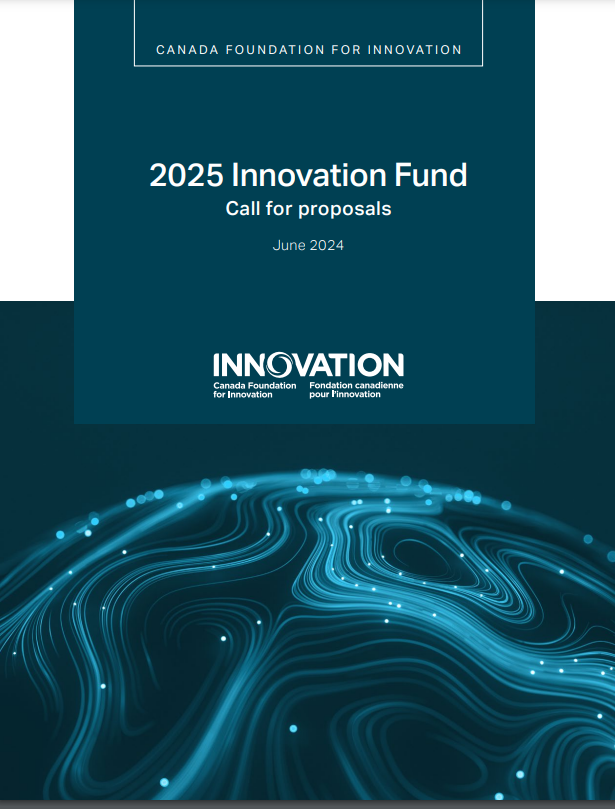 CANADA FOUNDATION FOR INNOVATION
2025 Innovation Fund
Call for proposals
June 2024
INNOVATION
Canada Foundation for Innovation
Fondation canadienne pour l'innovation